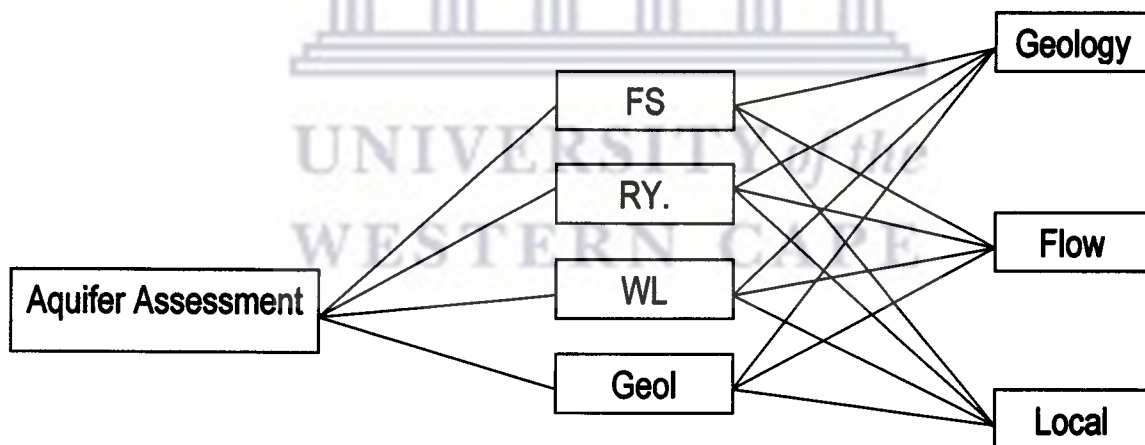 Geology
FS
UNIVERSITY of the
RY.
WESTERN CAPE
Flow
WL
Aquifer Assessment
Geol
Local